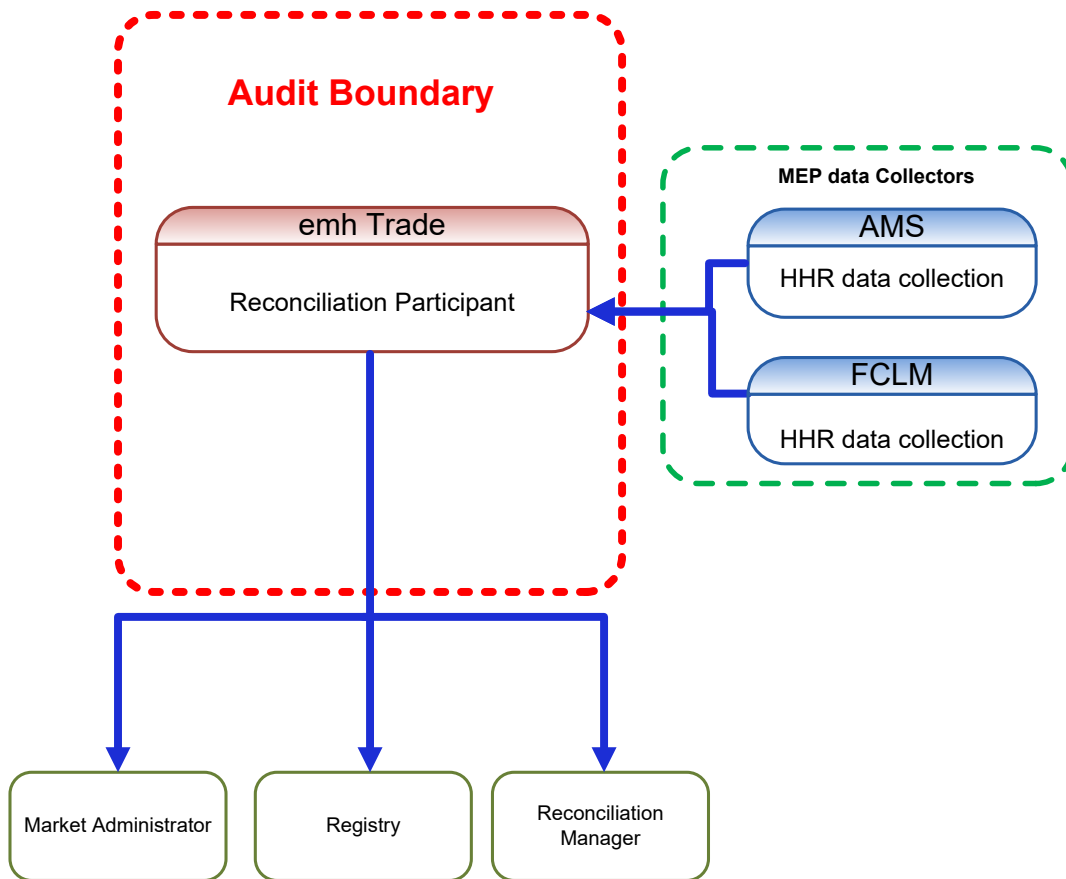 Audit Boundary
MEP data Collectors
emh Trade
Reconciliation Participant
AMS
HHR data collection
FCLM
HHR data collection
Market Administrator
Registry
Reconciliation
Manager